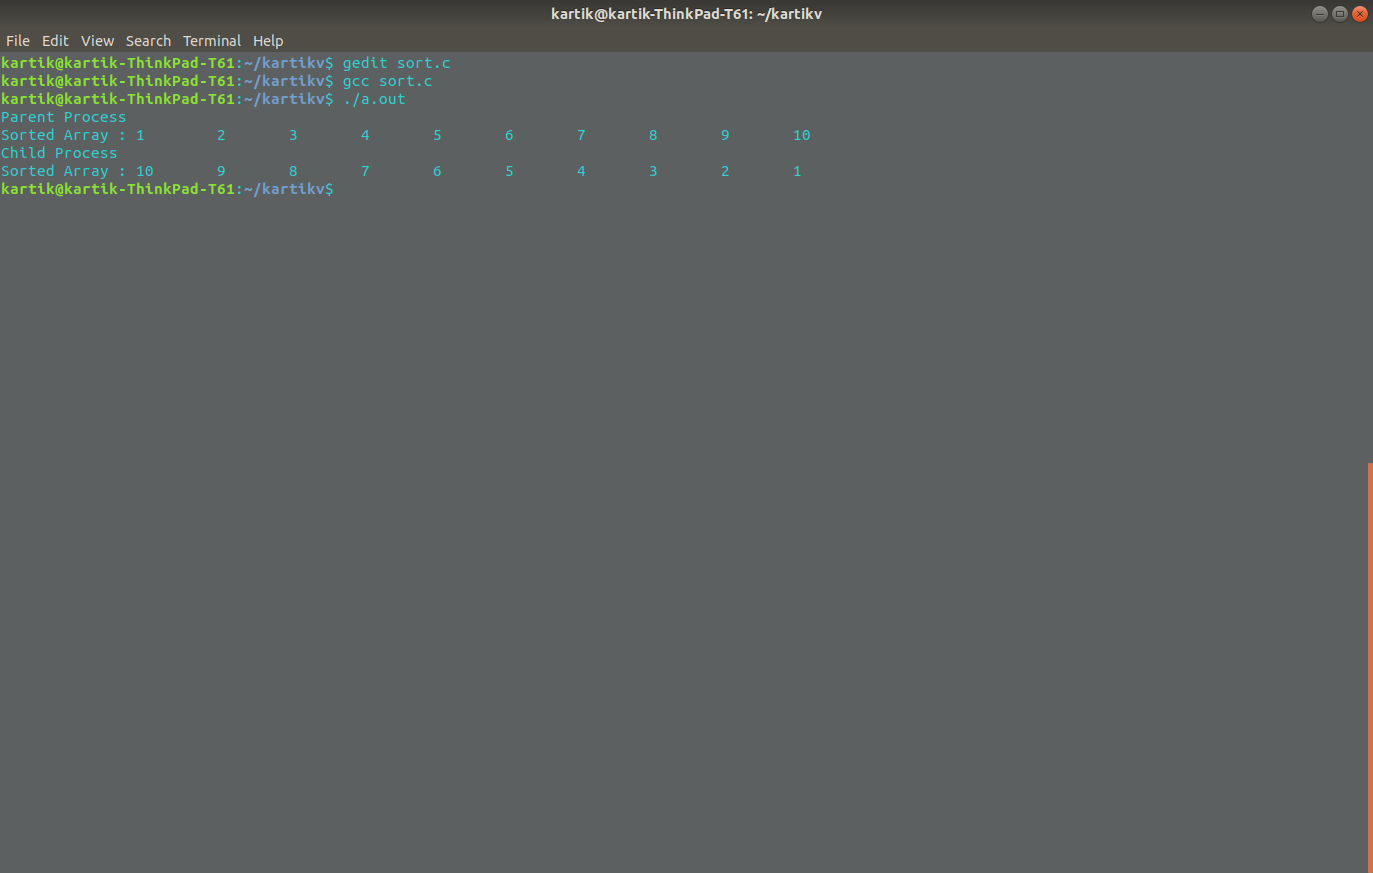 kartik@kartik-ThinkPad-T61: ~/kartikv
File Edit View Search Terminal Help
kartik@kartik-ThinkPad-T61:~/kartikv$ gedit sort.c
kartik@kartik-ThinkPad-T61:~/kartikv$ gcc sort.c
kartik@kartik-ThinkPad-T61:~/kartikv$ ./a.out
Parent Process
Sorted Array : 1 2 3 4 5 6 7 8 9 10
Child Process
Sorted Array : 10 9 8 7 6 5 4 3 2 1
kartik@kartik-ThinkPad-T61:~/kartikv$